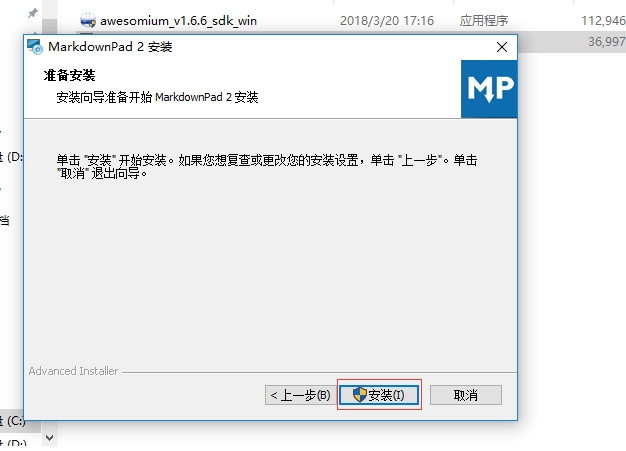 awesomium_v1.6.6_sdk_win 2018/3/20 17:16 应用程序 112,946
36,997
MarkdownPad 2 安装
准备安装
安装向导准备开始 MarkdownPad 2 安装
MP
单击 "安装" 开始安装。如果您想复查或更改您的安装设置，单击 "上一步"。单击
"取消" 退出向导。
(D:
档
Advanced Installer
< 上一步(B) 安装(I) 取消
(C:)
(D:)